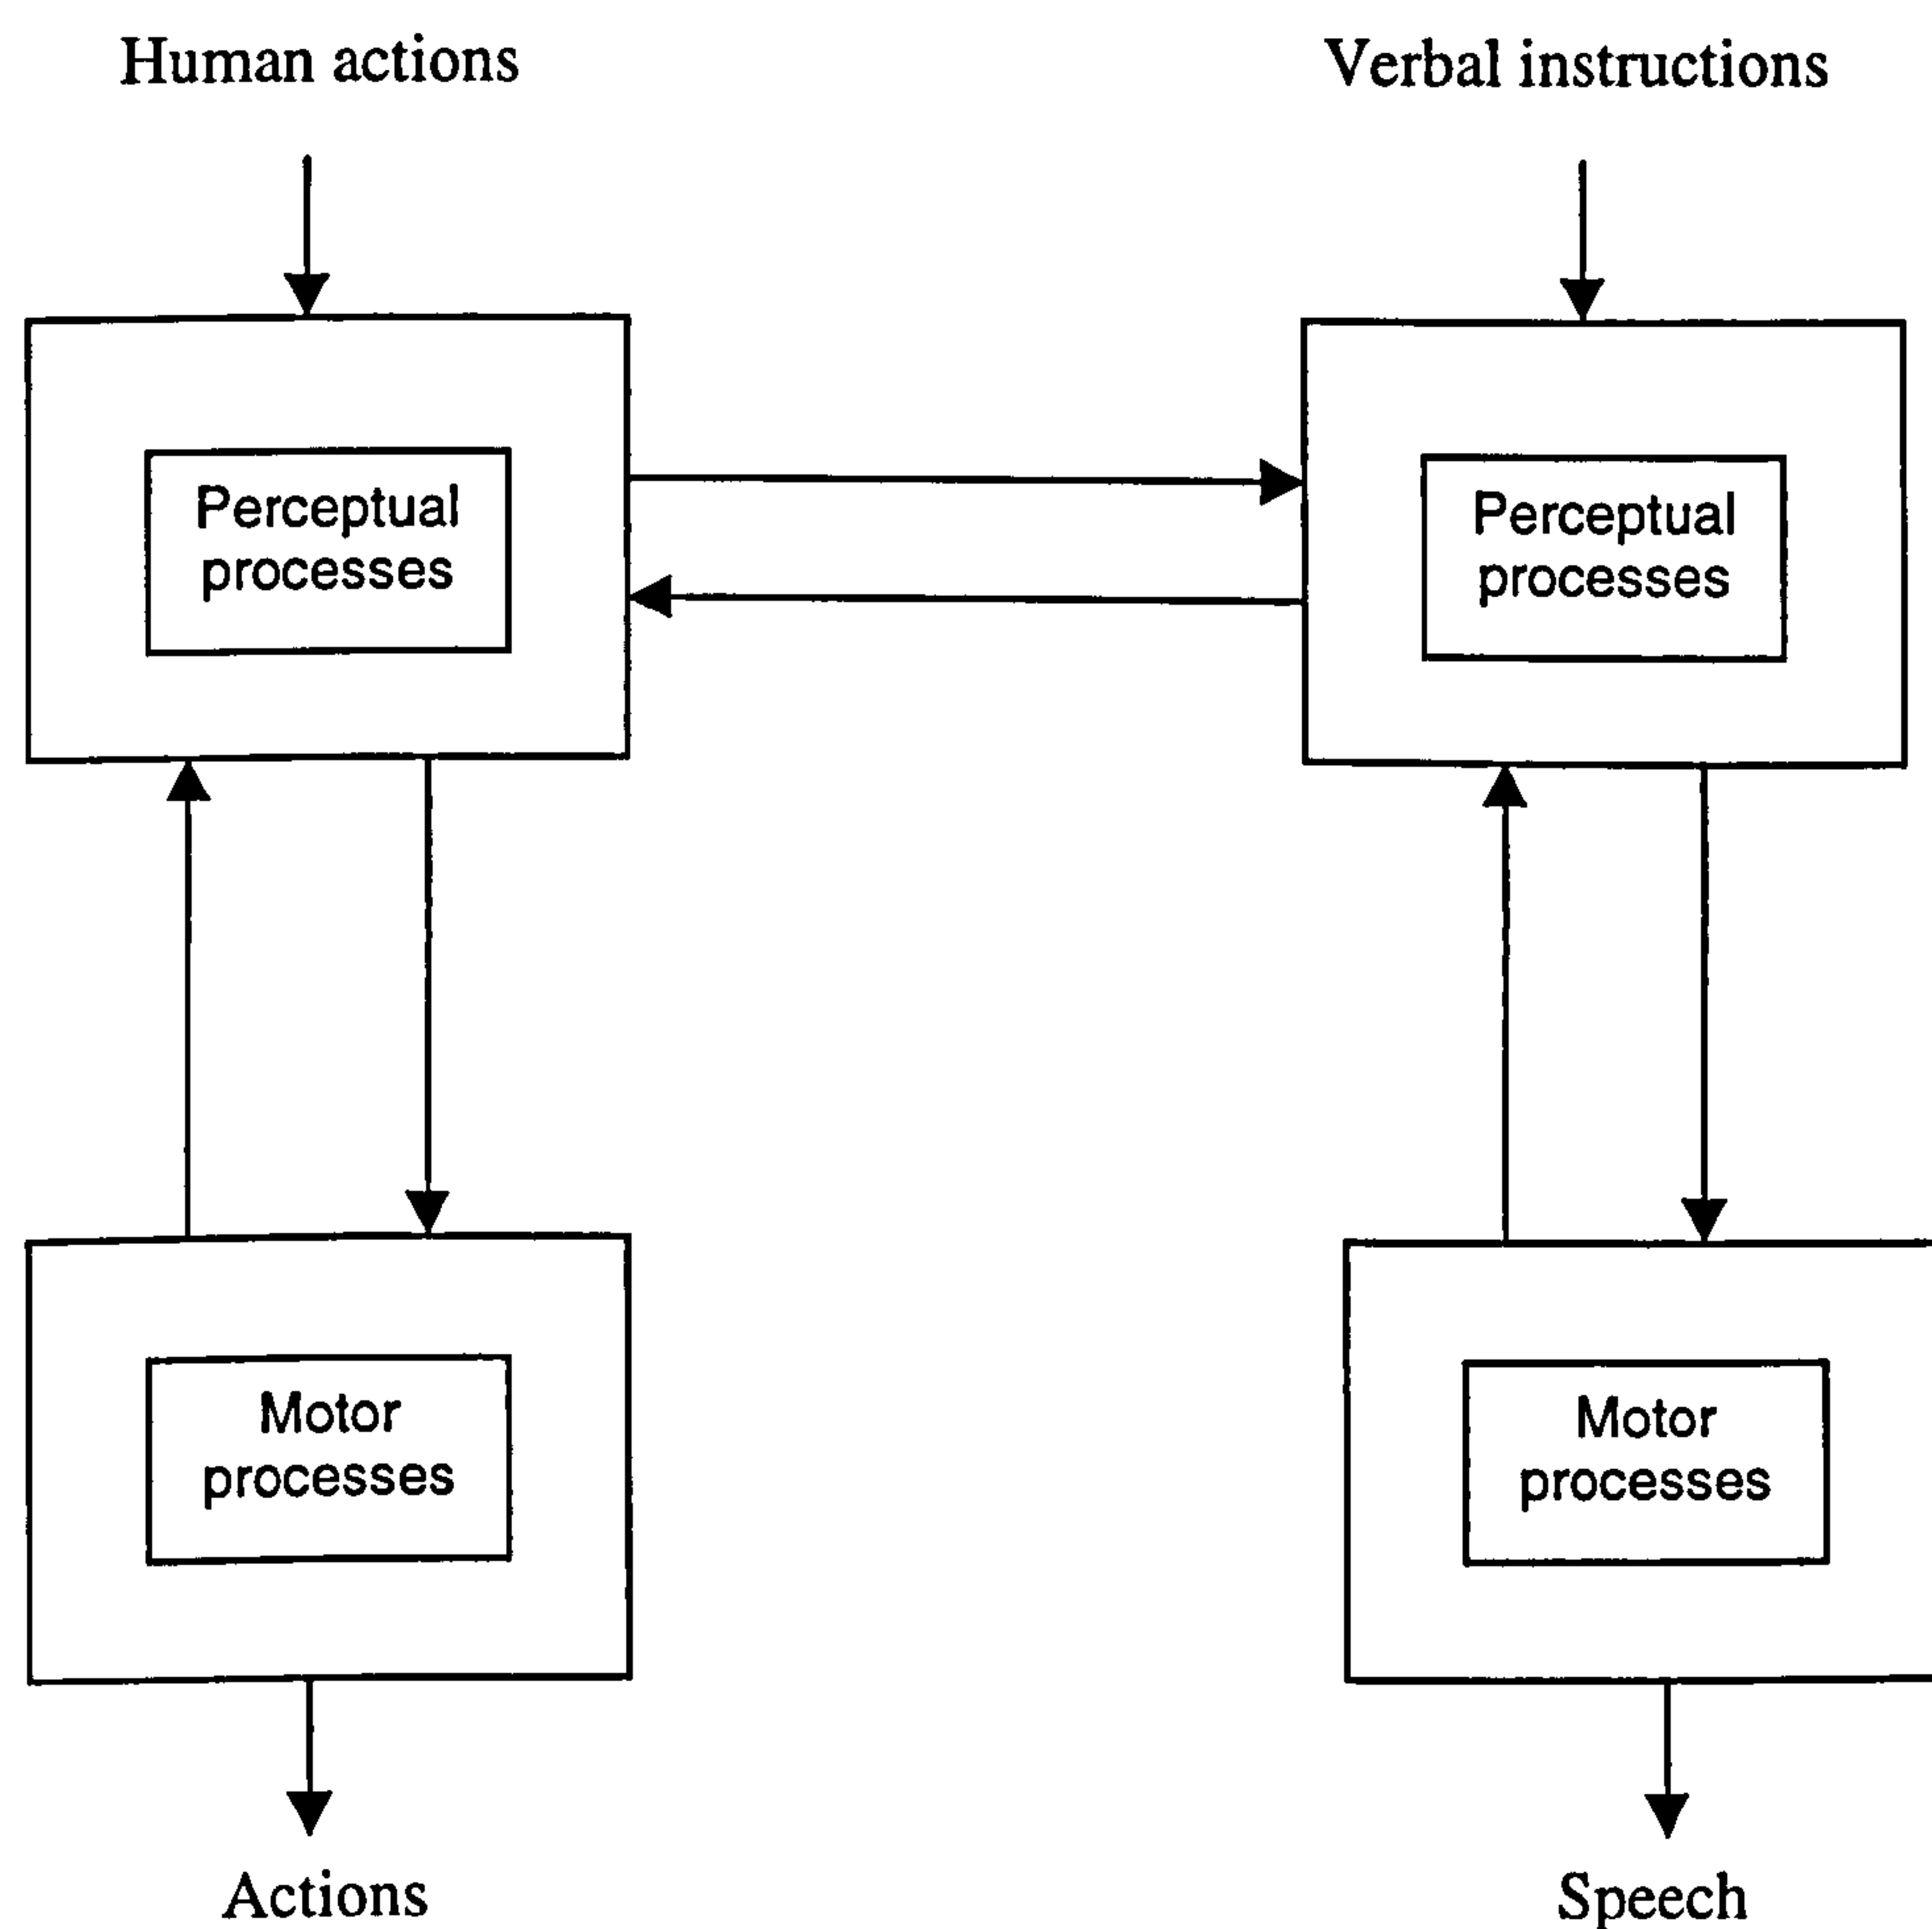 Human actions
Verbal instructions
Perceptual
processes
Perceptual
processes
Motor
processes
Motor
processes
Actions
Speech